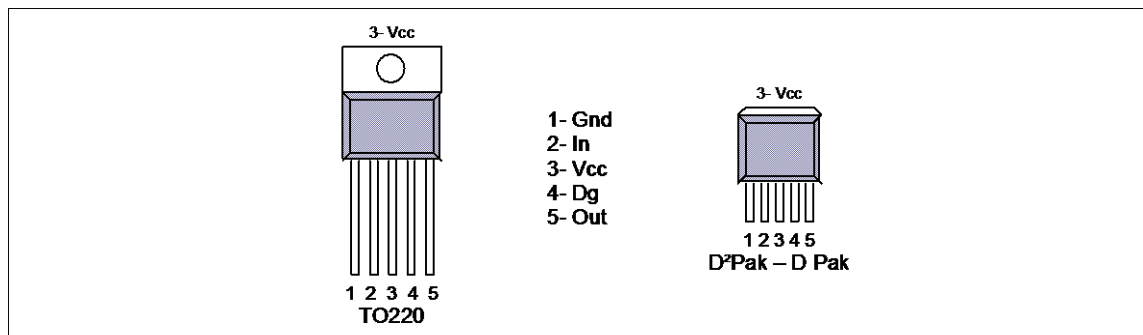 3- Vcc
1 2 3 4 5
TO220
1- Gnd
2- In
3- Vcc
4- Dg
5- Out
3- Vcc
1 2 3 4 5
D²Pak – D Pak